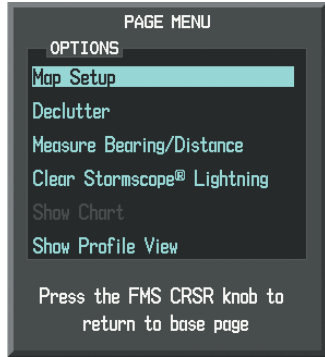 PAGE MENU
OPTIONS
Map Setup
Declutter
Measure Bearing/Distance
Clear Stormscope® Lightning
Show Chart
Show Profile View
Press the FMS CRSR knob to
return to base page